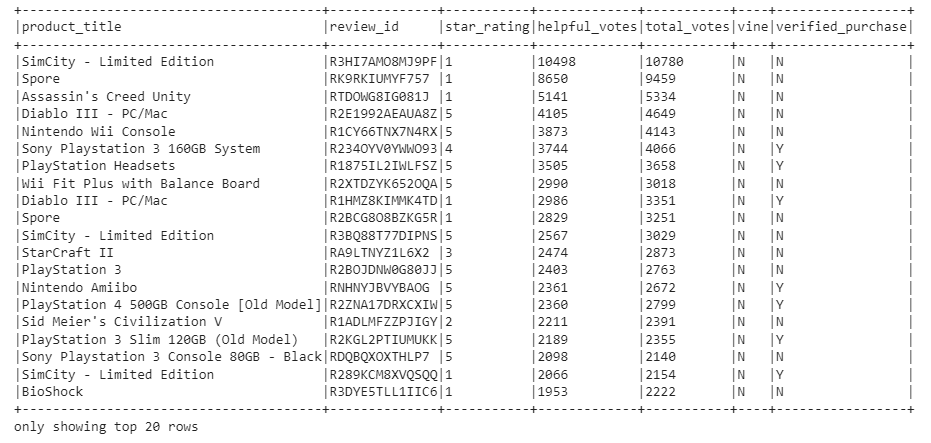 +--------------------------------------+--------------+-----------+-------------+-----------+----+-----------------+
|product_title                         |review_id     |star_rating|helpful_votes|total_votes|vine|verified_purchase|
+--------------------------------------+--------------+-----------+-------------+-----------+----+-----------------+
|SimCity - Limited Edition             |R3HI7AMO8MJ9PF|1          |10498        |10780      |N   |N                |
|Spore                                 |RK9RKIUMYF757 |1          |8650         |9459       |N   |N                |
|Assassin's Creed Unity                |RTDOWG8IG081J |1          |5141         |5334       |N   |N                |
|Diablo III - PC/Mac                   |R2E1992AEAUA8Z|5          |4105         |4649       |N   |N                |
|Nintendo Wii Console                  |R1CY66TNX7N4RX|5          |3873         |4143       |N   |N                |
|Sony Playstation 3 160GB System       |R234OYV0YWWO93|4          |3744         |4066       |N   |Y                |
|PlayStation Headsets                  |R1875IL2IWLFSZ|5          |3505         |3658       |N   |Y                |
|Wii Fit Plus with Balance Board       |R2XTDZYK652OQA|5          |2990         |3018       |N   |N                |
|Diablo III - PC/Mac                   |R1HMZ8KIMMK4TD|1          |2986         |3351       |N   |Y                |
|Spore                                 |R2BCG8O8BZKG5R|1          |2829         |3251       |N   |N                |
|SimCity - Limited Edition             |R3BQ88T77DIPNS|5          |2567         |3029       |N   |N                |
|StarCraft II                          |RA9LTNYZ1L6X2 |3          |2474         |2873       |N   |N                |
|PlayStation 3                         |R2BOJDNW0G80JJ|5          |2403         |2763       |N   |N                |
|Nintendo Amiibo                       |RNHNYJBVYBAOG |5          |2361         |2672       |N   |Y                |
|PlayStation 4 500GB Console [Old Model]|R2ZNA17DRXCXIW|5          |2360         |2799       |N   |Y                |
|Sid Meier's Civilization V            |R1ADLMFZZPJIGY|2          |2211         |2391       |N   |N                |
|PlayStation 3 Slim 120GB (Old Model)  |R2KGL2PTIUMUKK|5          |2189         |2355       |N   |Y                |
|Sony Playstation 3 Console 80GB - Black|RDQBQXOXTHLP7 |5          |2098         |2140       |N   |N                |
|SimCity - Limited Edition             |R289KCM8XVQSQQ|1          |2066         |2154       |N   |Y                |
|BioShock                              |R3DYE5TLL1IIC6|1          |1953         |2222       |N   |N                |
+--------------------------------------+--------------+-----------+-------------+-----------+----+-----------------+
only showing top 20 rows